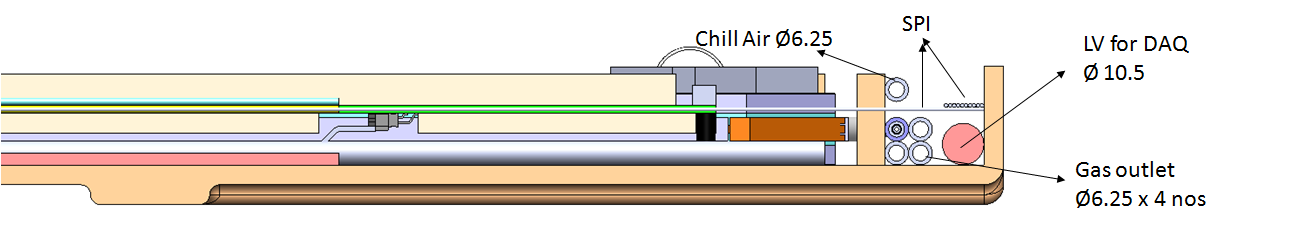 SPI
Chill Air Ø6.25
LV for DAQ
Ø 10.5
Gas outlet
Ø6.25 x 4 nos